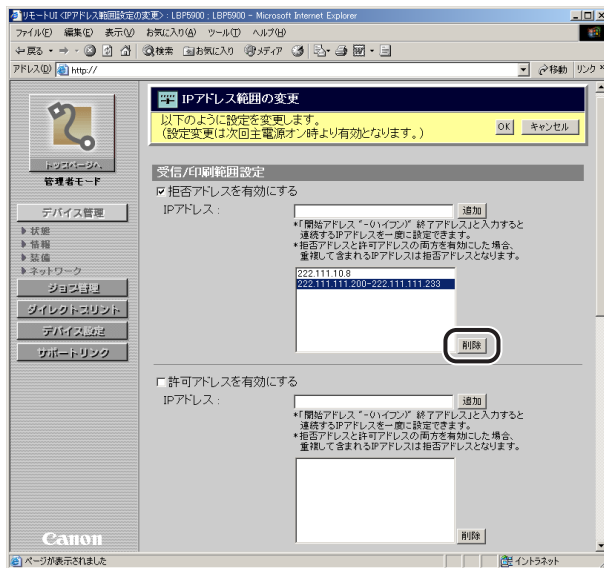 リモートUI <IPアドレス範囲設定の変更> : LBP5900 ; LBP5900 - Microsoft Internet Explorer
ファイル(F) 編集(E) 表示(V) お気に入り(A) ツール(T) ヘルプ(H)
戻る 検索 お気に入り メディア
アドレス(D) http:// 移動 リンク »
IPアドレス範囲の変更
以下のように設定を変更します。
(設定変更は次回主電源オン時より有効となります。)
OK キャンセル
トップページへ
管理者モード
デバイス管理
状態
情報
装備
ネットワーク
ジョブ管理
ダイレクトプリント
デバイス設定
サポートリンク
Canon
受信/印刷範囲設定
拒否アドレスを有効にする
IPアドレス : 追加
*「開始アドレス "-(ハイフン)" 終了アドレス」と入力すると
連続するIPアドレスを一度に設定できます。
*拒否アドレスと許可アドレスの両方を有効にした場合、
重複して含まれるIPアドレスは拒否アドレスとなります。
222.111.10.8
222.111.111.200-222.111.111.233
削除
許可アドレスを有効にする
IPアドレス : 追加
*「開始アドレス "-(ハイフン)" 終了アドレス」と入力すると
連続するIPアドレスを一度に設定できます。
*拒否アドレスと許可アドレスの両方を有効にした場合、
重複して含まれるIPアドレスは拒否アドレスとなります。
削除
ページが表示されました イントラネット